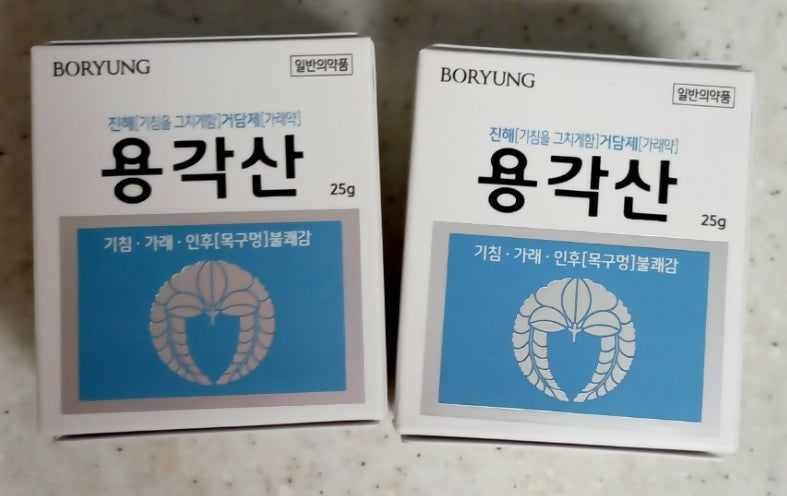 BORYUNG
일반의약품
진해[기침을 그치게함]거담제[가래약]
용각산
25g
기침·가래·인후[목구멍]불쾌감
BORYUNG
일반의약품
진해[기침을 그치게함]거담제[가래약]
용각산
25g
기침·가래·인후[목구멍]불쾌감